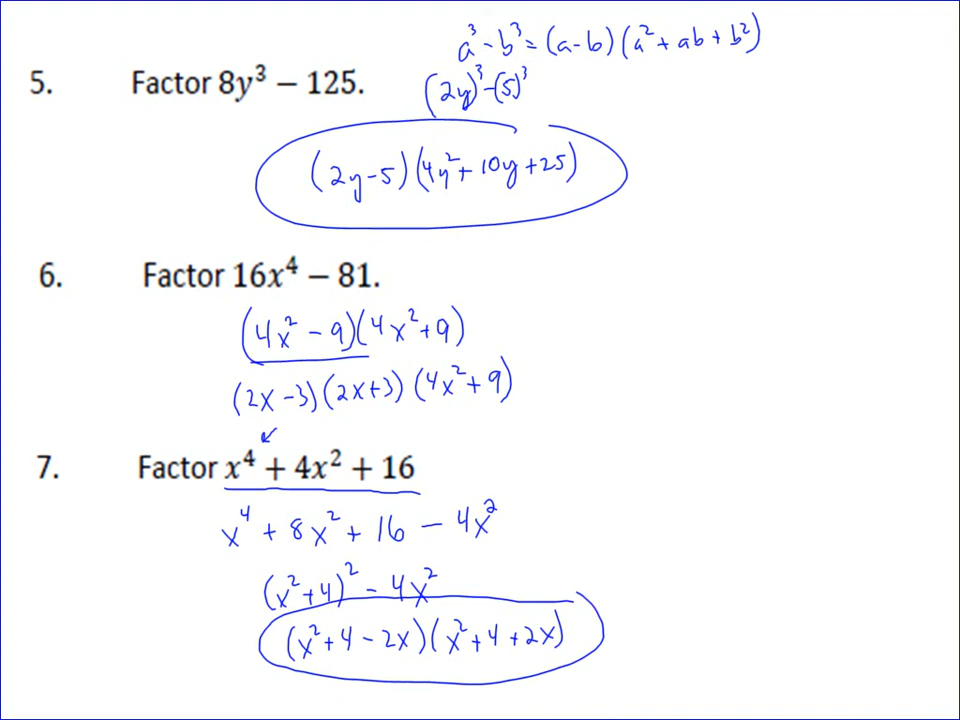 a³ - b³ = (a - b)(a² + ab + b²)
5. Factor 8y³ − 125.
(2y)³ - (5)³
(2y - 5)(4y² + 10y + 25)
6. Factor 16x⁴ − 81.
(4x² - 9)(4x² + 9)
(2x - 3)(2x + 3)(4x² + 9)
7. Factor x⁴ + 4x² + 16
x⁴ + 8x² + 16 - 4x²
(x² + 4)² - 4x²
(x² + 4 - 2x)(x² + 4 + 2x)